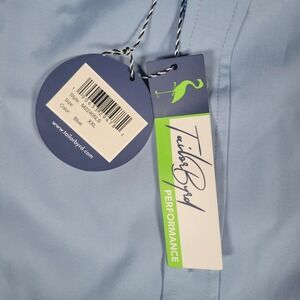 Style:
Size: XXL
Color: Blue
www.tailorbyrd.com
TailorByrd
PERFORMANCE